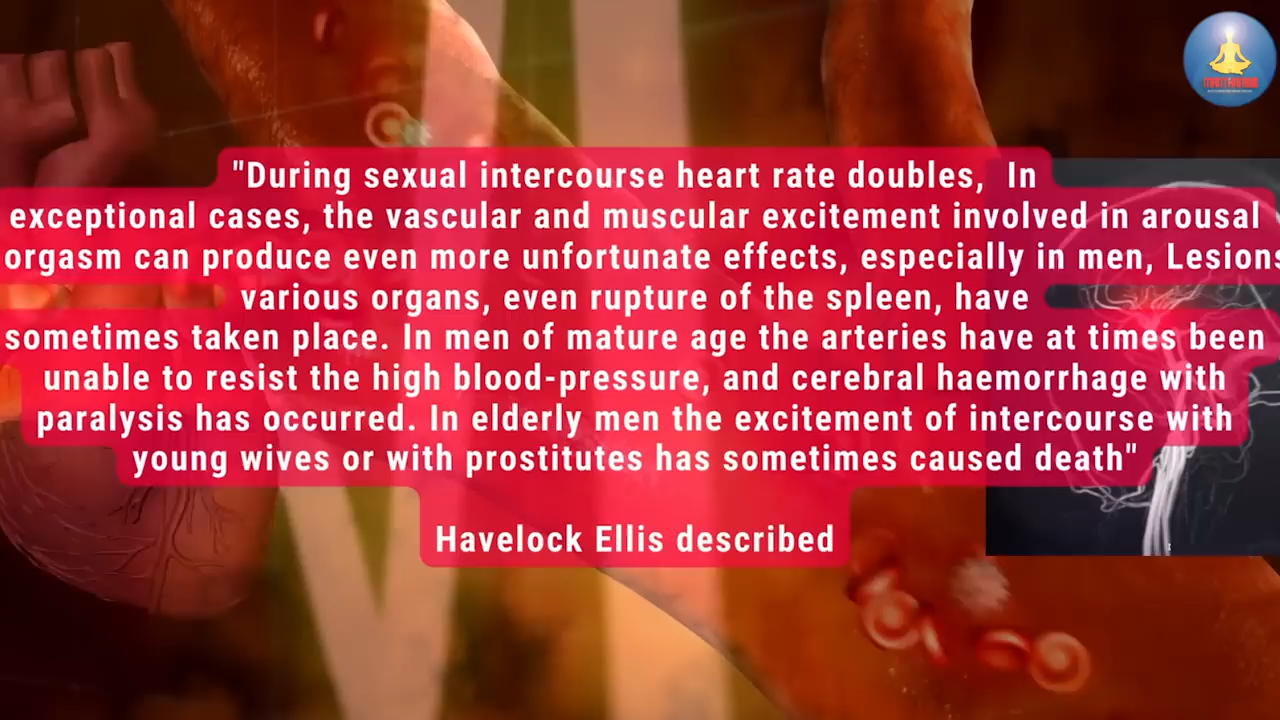 "During sexual intercourse heart rate doubles,  In
exceptional cases, the vascular and muscular excitement involved in arousal
orgasm can produce even more unfortunate effects, especially in men, Lesions
various organs, even rupture of the spleen, have
sometimes taken place. In men of mature age the arteries have at times been
unable to resist the high blood-pressure, and cerebral haemorrhage with
paralysis has occurred. In elderly men the excitement of intercourse with
young wives or with prostitutes has sometimes caused death"
Havelock Ellis described